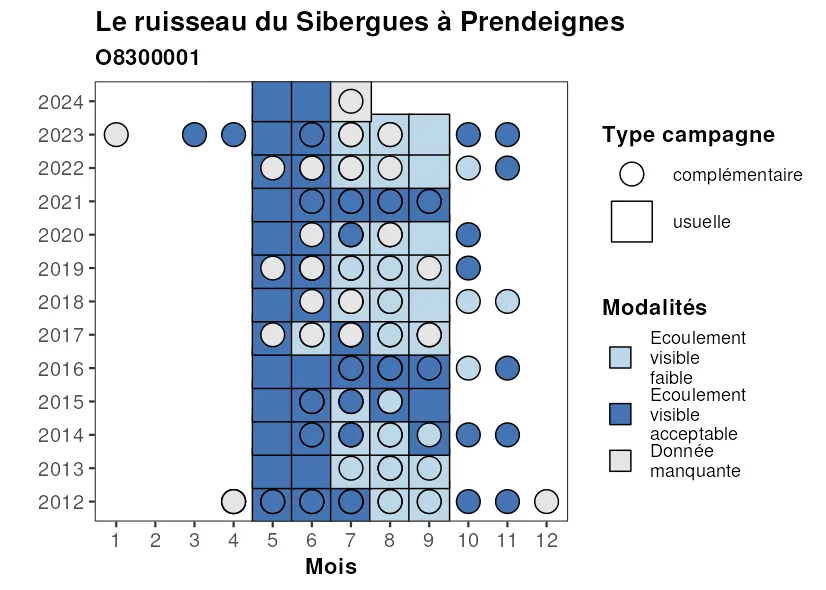 Le ruisseau du Sibergues à Prendeignes
O8300001
2024
2023
2022
2021
2020
2019
2018
2017
2016
2015
2014
2013
2012
1 2 3 4 5 6 7 8 9 10 11 12
Mois
Type campagne
complémentaire
usuelle
Modalités
Ecoulement
visible
faible
Ecoulement
visible
acceptable
Donnée
manquante